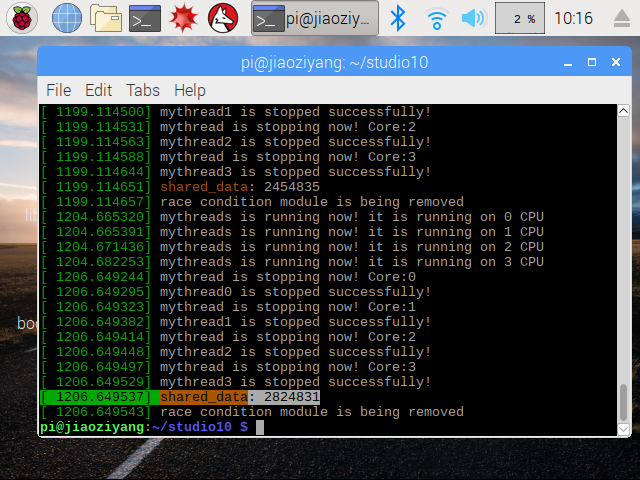 pi@jiaoziy...
2 %
10:16
pi@jiaoziyang: ~/studio10
File Edit Tabs Help
[ 1199.114500] mythread1 is stopped successfully!
[ 1199.114531] mythread is stopping now! Core:2
[ 1199.114563] mythread2 is stopped successfully!
[ 1199.114588] mythread is stopping now! Core:3
[ 1199.114644] mythread3 is stopped successfully!
[ 1199.114651] shared_data: 2454835
[ 1199.114657] race condition module is being removed
[ 1204.665320] mythreads is running now! it is running on 0 CPU
[ 1204.665391] mythreads is running now! it is running on 1 CPU
[ 1204.671436] mythreads is running now! it is running on 2 CPU
[ 1204.682253] mythreads is running now! it is running on 3 CPU
[ 1206.649244] mythread is stopping now! Core:0
[ 1206.649295] mythread0 is stopped successfully!
[ 1206.649323] mythread is stopping now! Core:1
[ 1206.649382] mythread1 is stopped successfully!
[ 1206.649414] mythread is stopping now! Core:2
[ 1206.649448] mythread2 is stopped successfully!
[ 1206.649497] mythread is stopping now! Core:3
[ 1206.649529] mythread3 is stopped successfully!
[ 1206.649537] shared_data: 2824831
[ 1206.649543] race condition module is being removed
pi@jiaoziyang:~/studio10 $